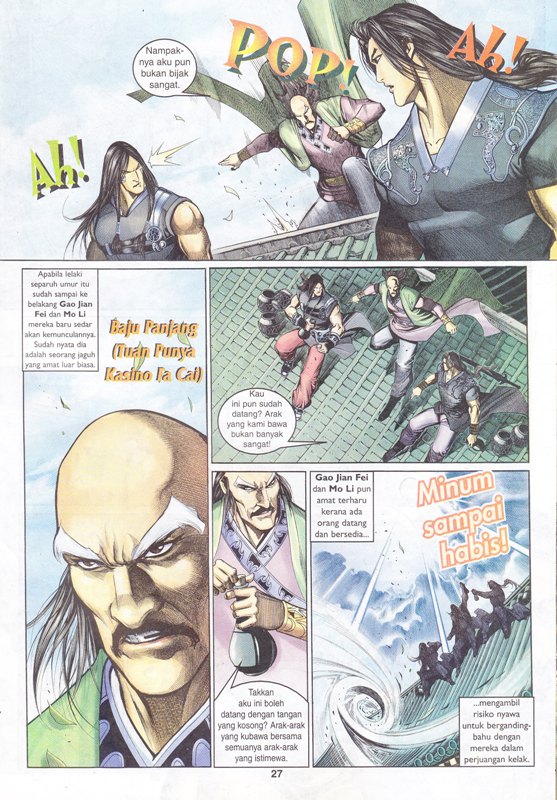 Nampak-
nya aku pun
bukan bijak
sangat.
POP!
Ah!
Ah!
Apabila lelaki
separuh umur itu
sudah sampai ke
belakang Gao Jian
Fei dan Mo Li
mereka baru sedar
akan kemunculannya.
Sudah nyata dia
adalah seorang jaguh
yang amat luar biasa.
Baju Panjang
(Tuan Punya
Kasino Fa Cai)
Kau
ini pun sudah
datang? Arak
yang kami bawa
bukan banyak
sangat!
Takkan
aku ini boleh
datang dengan tangan
yang kosong? Arak-arak
yang kubawa bersama
semuanya arak-arak
yang istimewa.
Gao Jian Fei
dan Mo Li pun
amat terharu
kerana ada
orang datang
dan bersedia...
Minum
sampai
habis!
...mengambil
risiko nyawa
untuk berganding-
bahu dengan
mereka dalam
perjuangan kelak.
27